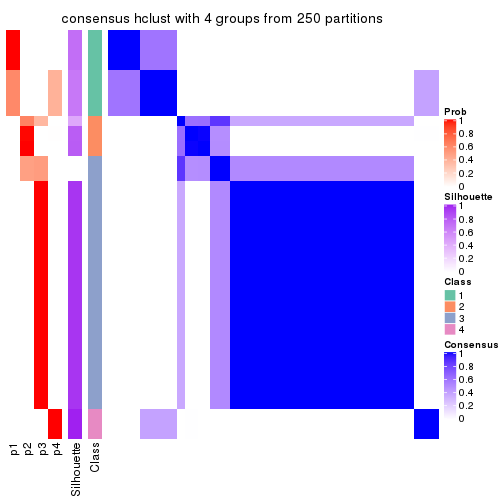 consensus hclust with 4 groups from 250 partitions
Prob
1
0.8
0.6
0.4
0.2
0
Silhouette
1
0.8
0.6
0.4
0.2
0
Class
1
2
3
4
Consensus
1
0.8
0.6
0.4
0.2
0
p1
p2
p3
p4
Silhouette
Class